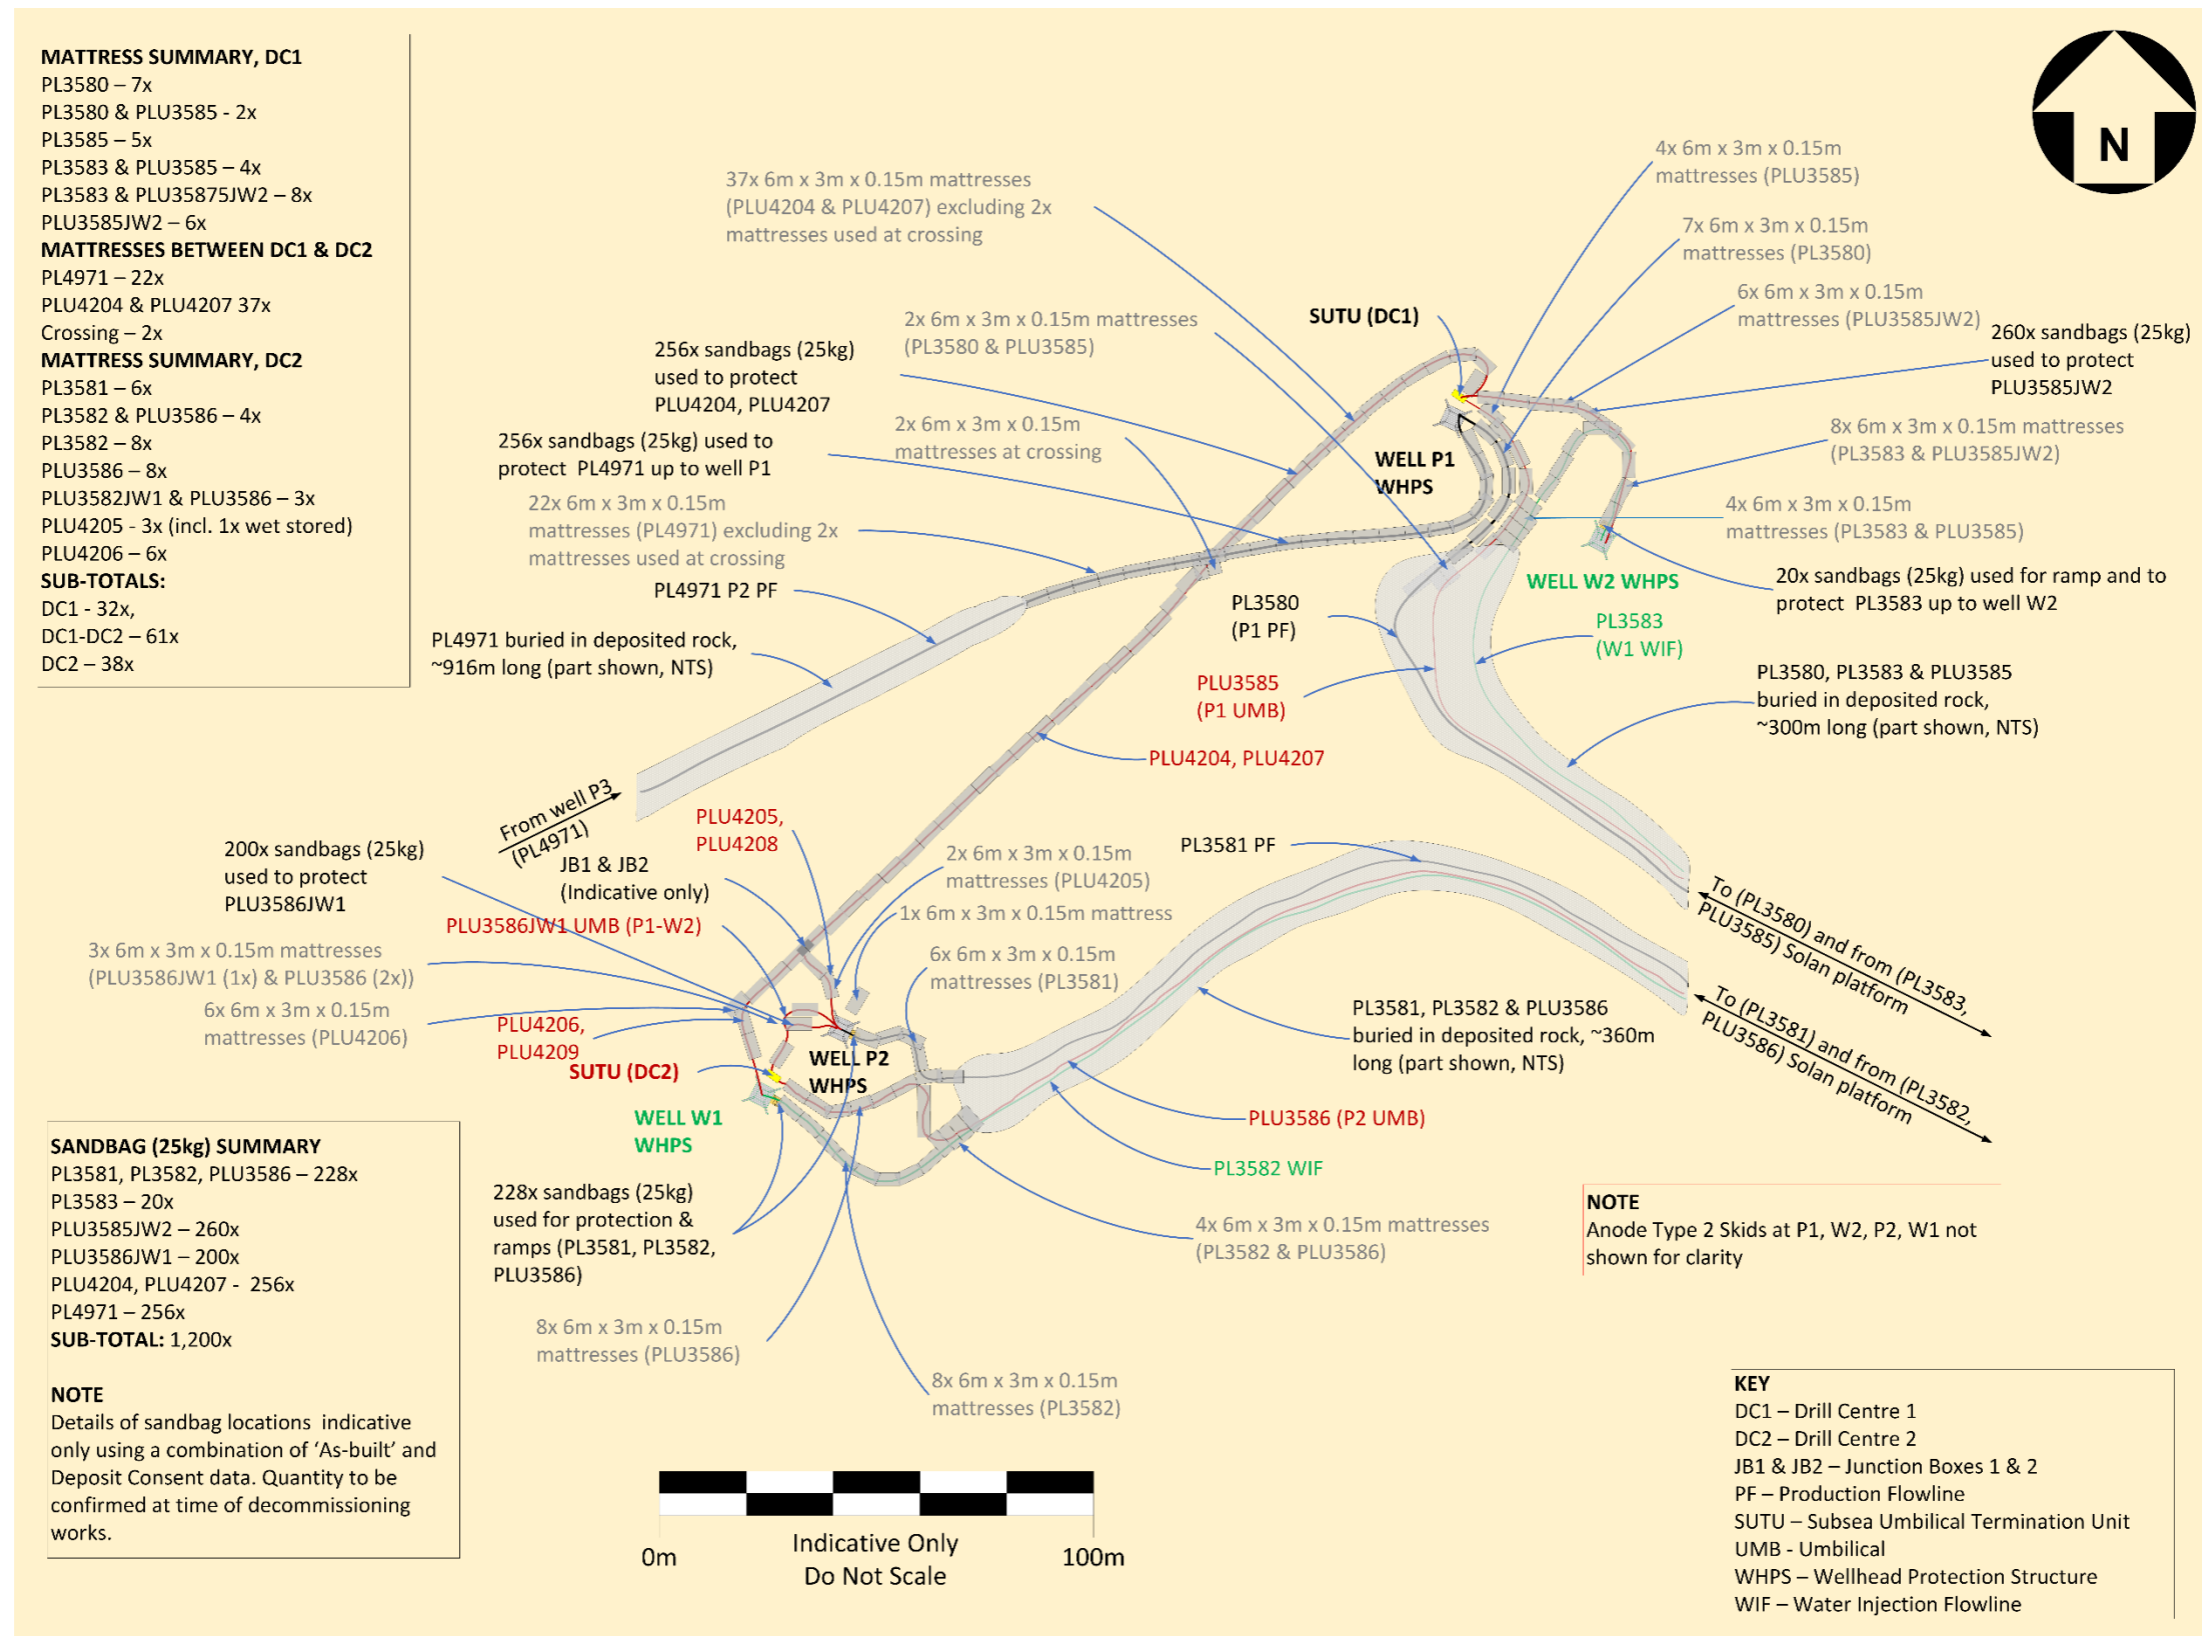 MATTRESS SUMMARY, DC1
PL3580 – 7x
PL3580 & PLU3585 - 2x
PL3585 – 5x
PL3583 & PLU3585 – 4x
PL3583 & PLU35875JW2 – 8x
PLU3585JW2 – 6x
MATTRESSES BETWEEN DC1 & DC2
PL4971 – 22x
PLU4204 & PLU4207 37x
Crossing – 2x
MATTRESS SUMMARY, DC2
PL3581 – 6x
PL3582 & PLU3586 – 4x
PL3582 – 8x
PLU3586 – 8x
PLU3582JW1 & PLU3586 – 3x
PLU4205 - 3x (incl. 1x wet stored)
PLU4206 – 6x
SUB-TOTALS:
DC1 - 32x,
DC1-DC2 – 61x
DC2 – 38x
N
4x 6m x 3m x 0.15m
mattresses (PLU3585)
37x 6m x 3m x 0.15m mattresses
(PLU4204 & PLU4207) excluding 2x
mattresses used at crossing
7x 6m x 3m x 0.15m
mattresses (PL3580)
6x 6m x 3m x 0.15m
mattresses (PLU3585JW2)
SUTU (DC1)
2x 6m x 3m x 0.15m mattresses
(PL3580 & PLU3585)
260x sandbags (25kg)
used to protect
PLU3585JW2
256x sandbags (25kg)
used to protect
PLU4204, PLU4207
2x 6m x 3m x 0.15m
mattresses at crossing
8x 6m x 3m x 0.15m mattresses
(PL3583 & PLU3585JW2)
256x sandbags (25kg) used to
protect  PL4971 up to well P1
WELL P1
WHPS
22x 6m x 3m x 0.15m
mattresses (PL4971) excluding 2x
mattresses used at crossing
4x 6m x 3m x 0.15m
mattresses (PL3583 & PLU3585)
PL4971 P2 PF
WELL W2 WHPS
20x sandbags (25kg) used for ramp and to
protect  PL3583 up to well W2
PL3580
(P1 PF)
PL3583
(W1 WIF)
PL4971 buried in deposited rock,
~916m long (part shown, NTS)
PLU3585
(P1 UMB)
PL3580, PL3583 & PLU3585
buried in deposited rock,
~300m long (part shown, NTS)
PLU4204, PLU4207
From well P3
(PL4971)
PLU4205,
PLU4208
200x sandbags (25kg)
used to protect
PLU3586JW1
JB1 & JB2
(Indicative only)
2x 6m x 3m x 0.15m
mattresses (PLU4205)
PL3581 PF
1x 6m x 3m x 0.15m mattress
PLU3586JW1 UMB (P1-W2)
To (PL3580) and from (PL3583,
PLU3585) Solan platform
3x 6m x 3m x 0.15m mattresses
(PLU3586JW1 (1x) & PLU3586 (2x))
6x 6m x 3m x 0.15m
mattresses (PL3581)
6x 6m x 3m x 0.15m
mattresses (PLU4206)
PLU4206,
PLU4209
SUTU (DC2)
WELL P2
WHPS
PL3581, PL3582 & PLU3586
buried in deposited rock, ~360m
long (part shown, NTS)
To (PL3581) and from (PL3582,
PLU3586) Solan platform
WELL W1
WHPS
PLU3586 (P2 UMB)
PL3582 WIF
228x sandbags (25kg)
used for protection &
ramps (PL3581, PL3582,
PLU3586)
4x 6m x 3m x 0.15m mattresses
(PL3582 & PLU3586)
NOTE
Anode Type 2 Skids at P1, W2, P2, W1 not
shown for clarity
8x 6m x 3m x 0.15m
mattresses (PLU3586)
8x 6m x 3m x 0.15m
mattresses (PL3582)
SANDBAG (25kg) SUMMARY
PL3581, PL3582, PLU3586 – 228x
PL3583 – 20x
PLU3585JW2 – 260x
PLU3586JW1 – 200x
PLU4204, PLU4207 -  256x
PL4971 – 256x
SUB-TOTAL: 1,200x
NOTE
Details of sandbag locations  indicative
only using a combination of ‘As-built’ and
Deposit Consent data. Quantity to be
confirmed at time of decommissioning
works.
0m
Indicative Only
Do Not Scale
100m
KEY
DC1 – Drill Centre 1
DC2 – Drill Centre 2
JB1 & JB2 – Junction Boxes 1 & 2
PF – Production Flowline
SUTU – Subsea Umbilical Termination Unit
UMB - Umbilical
WHPS – Wellhead Protection Structure
WIF – Water Injection Flowline